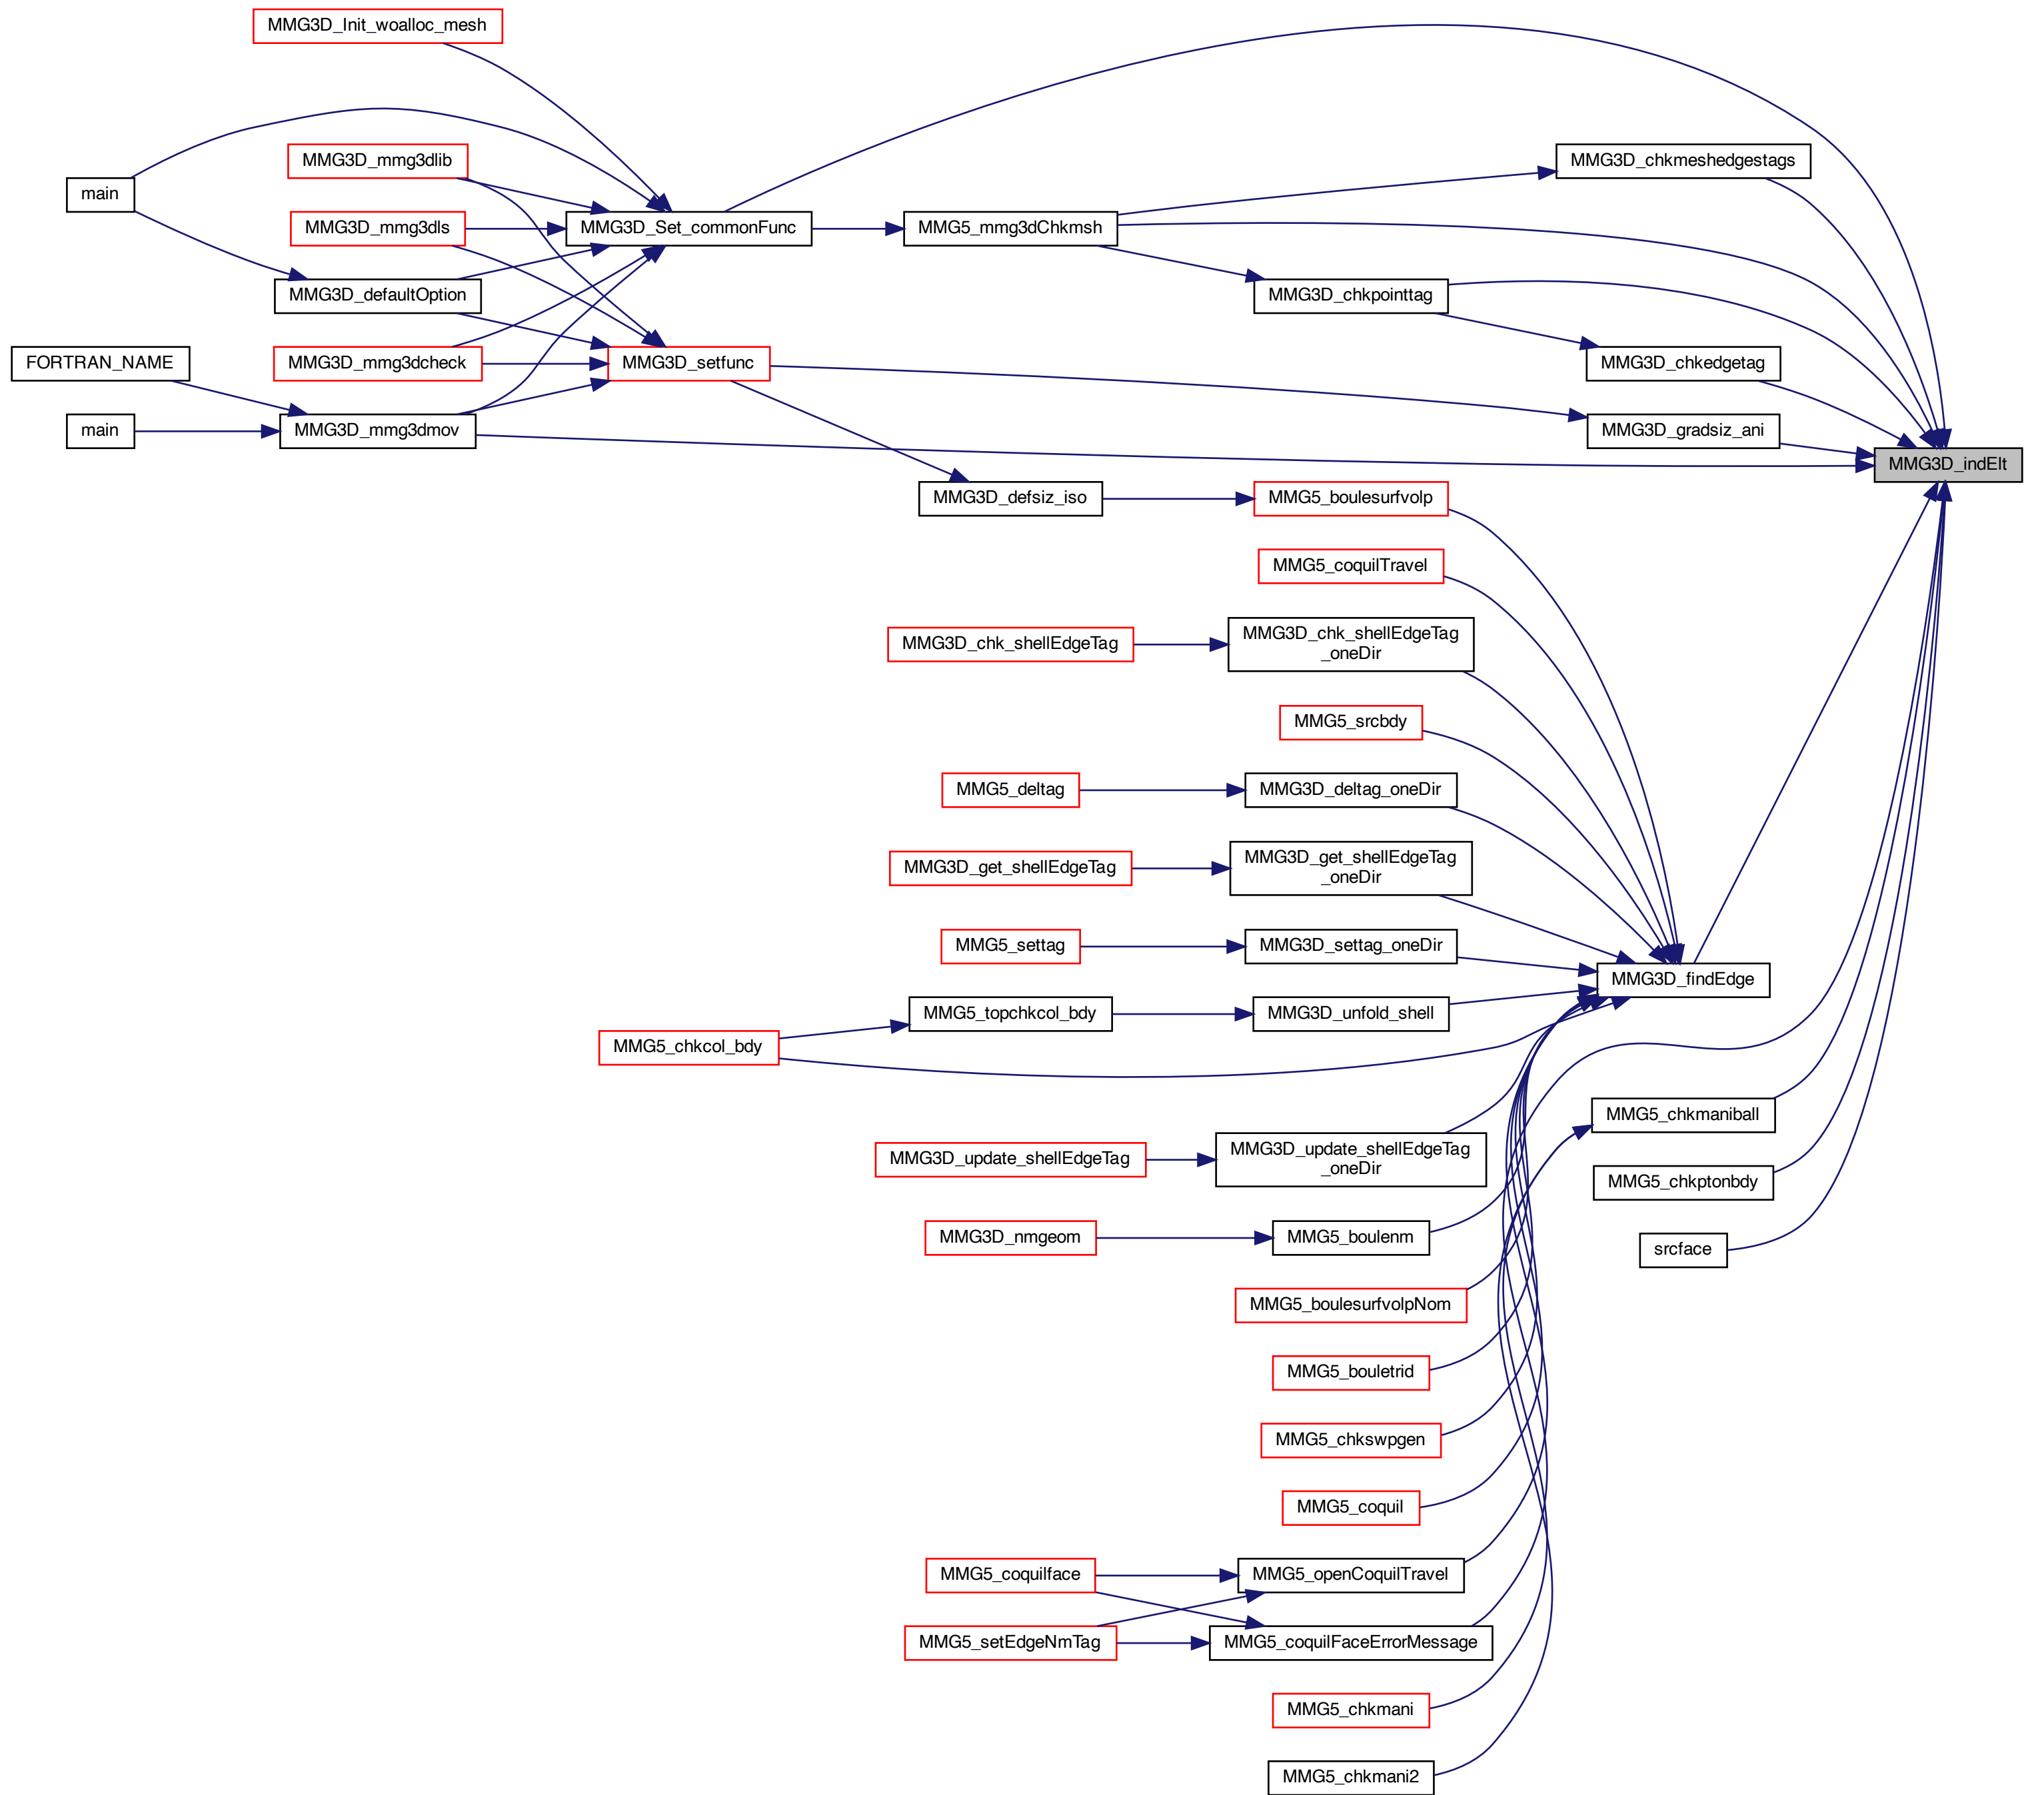 MMG3D_Init_woalloc_mesh
MMG3D_mmg3dlib
MMG3D_chkmeshedgestags
main
MMG3D_mmg3dls
MMG3D_Set_commonFunc
MMG5_mmg3dChkmsh
MMG3D_defaultOption
MMG3D_chkpointtag
FORTRAN_NAME
MMG3D_mmg3dcheck
MMG3D_setfunc
MMG3D_chkedgetag
main
MMG3D_mmg3dmov
MMG3D_gradsiz_ani
MMG3D_indElt
MMG3D_defsiz_iso
MMG5_boulesurfvolp
MMG5_coquilTravel
MMG3D_chk_shellEdgeTag
MMG3D_chk_shellEdgeTag
_oneDir
MMG5_srcbdy
MMG5_deltag
MMG3D_deltag_oneDir
MMG3D_get_shellEdgeTag
MMG3D_get_shellEdgeTag
_oneDir
MMG5_settag
MMG3D_settag_oneDir
MMG3D_findEdge
MMG5_topchkcol_bdy
MMG3D_unfold_shell
MMG5_chkcol_bdy
MMG5_chkmaniball
MMG3D_update_shellEdgeTag
MMG3D_update_shellEdgeTag
_oneDir
MMG5_chkptonbdy
MMG3D_nmgeom
MMG5_boulenm
srcface
MMG5_boulesurfvolpNom
MMG5_bouletrid
MMG5_chkswpgen
MMG5_coquil
MMG5_coquilface
MMG5_openCoquilTravel
MMG5_setEdgeNmTag
MMG5_coquilFaceErrorMessage
MMG5_chkmani
MMG5_chkmani2